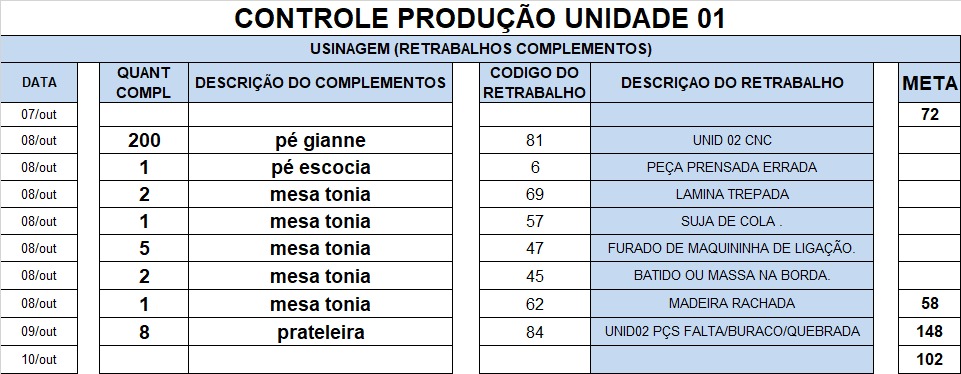 CONTROLE PRODUÇÃO UNIDADE 01
USINAGEM (RETRABALHOS COMPLEMENTOS)
DATA QUANT COMPL DESCRIÇÃO DO COMPLEMENTOS CODIGO DO RETRABALHO DESCRIÇAO DO RETRABALHO META
07/out 72
08/out 200 pé gianne 81 UNID 02 CNC
08/out 1 pé escocia 6 PEÇA PRENSADA ERRADA
08/out 2 mesa tonia 69 LAMINA TREPADA
08/out 1 mesa tonia 57 SUJA DE COLA .
08/out 5 mesa tonia 47 FURADO DE MAQUININHA DE LIGAÇÃO.
08/out 2 mesa tonia 45 BATIDO OU MASSA NA BORDA.
08/out 1 mesa tonia 62 MADEIRA RACHADA 58
09/out 8 prateleira 84 UNID02 PÇS FALTA/BURACO/QUEBRADA 148
10/out 102